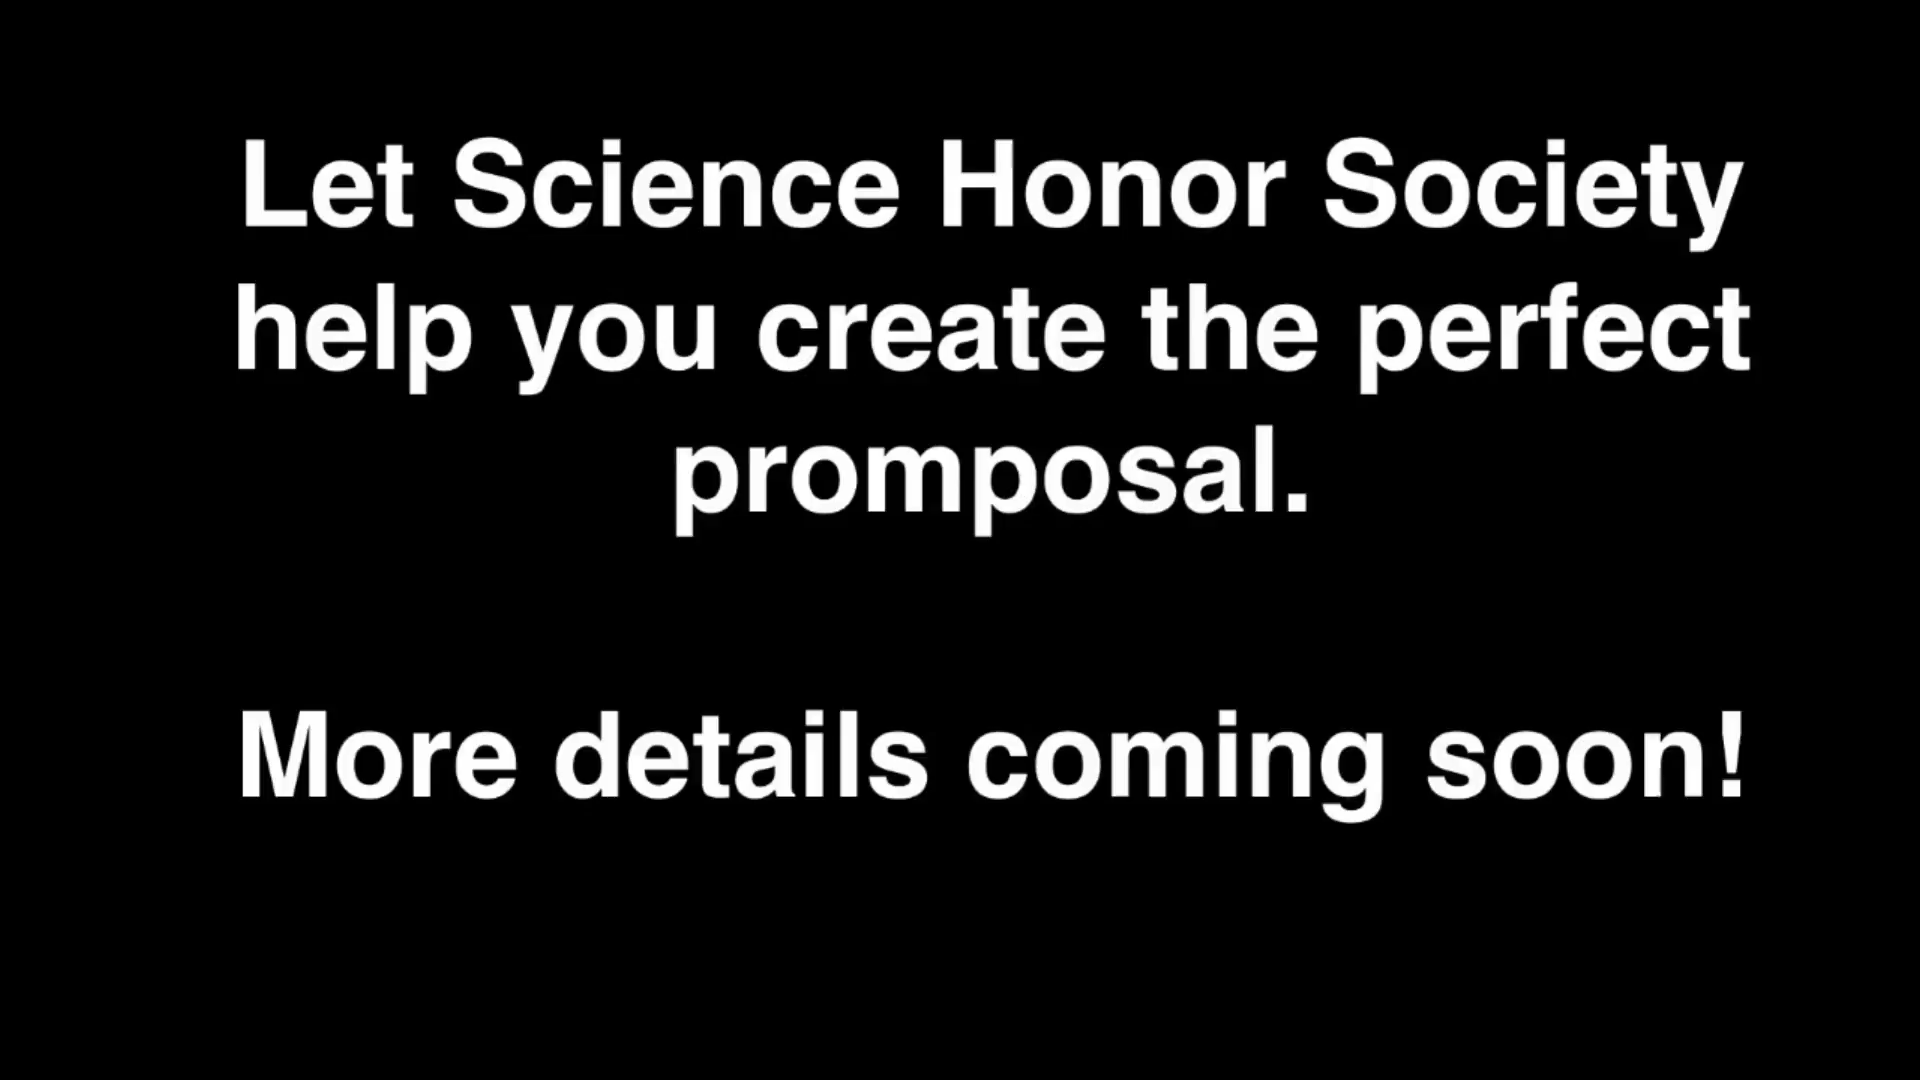 Let Science Honor Society
help you create the perfect
promposal.
More details coming soon!